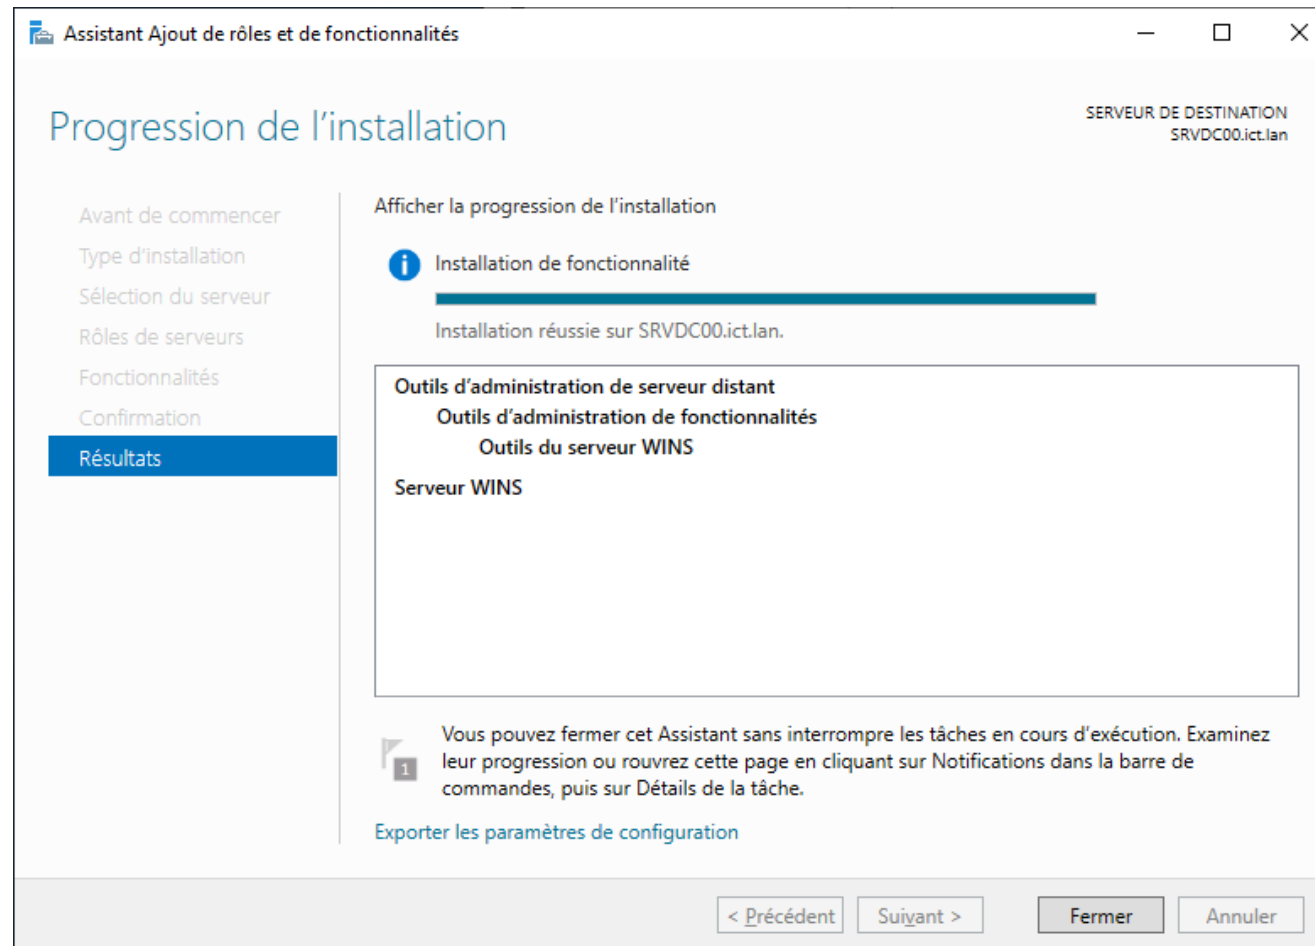 Assistant Ajout de rôles et de fonctionnalités
Progression de l’installation
SERVEUR DE DESTINATION
SRVDC00.ict.lan
Avant de commencer
Type d’installation
Sélection du serveur
Rôles de serveurs
Fonctionnalités
Confirmation
Résultats
Afficher la progression de l’installation
Installation de fonctionnalité
Installation réussie sur SRVDC00.ict.lan.
Outils d’administration de serveur distant
Outils d’administration de fonctionnalités
Outils du serveur WINS
Serveur WINS
1
Vous pouvez fermer cet Assistant sans interrompre les tâches en cours d’exécution. Examinez
leur progression ou rouvrez cette page en cliquant sur Notifications dans la barre de
commandes, puis sur Détails de la tâche.
Exporter les paramètres de configuration
< Précédent
Suivant >
Fermer
Annuler